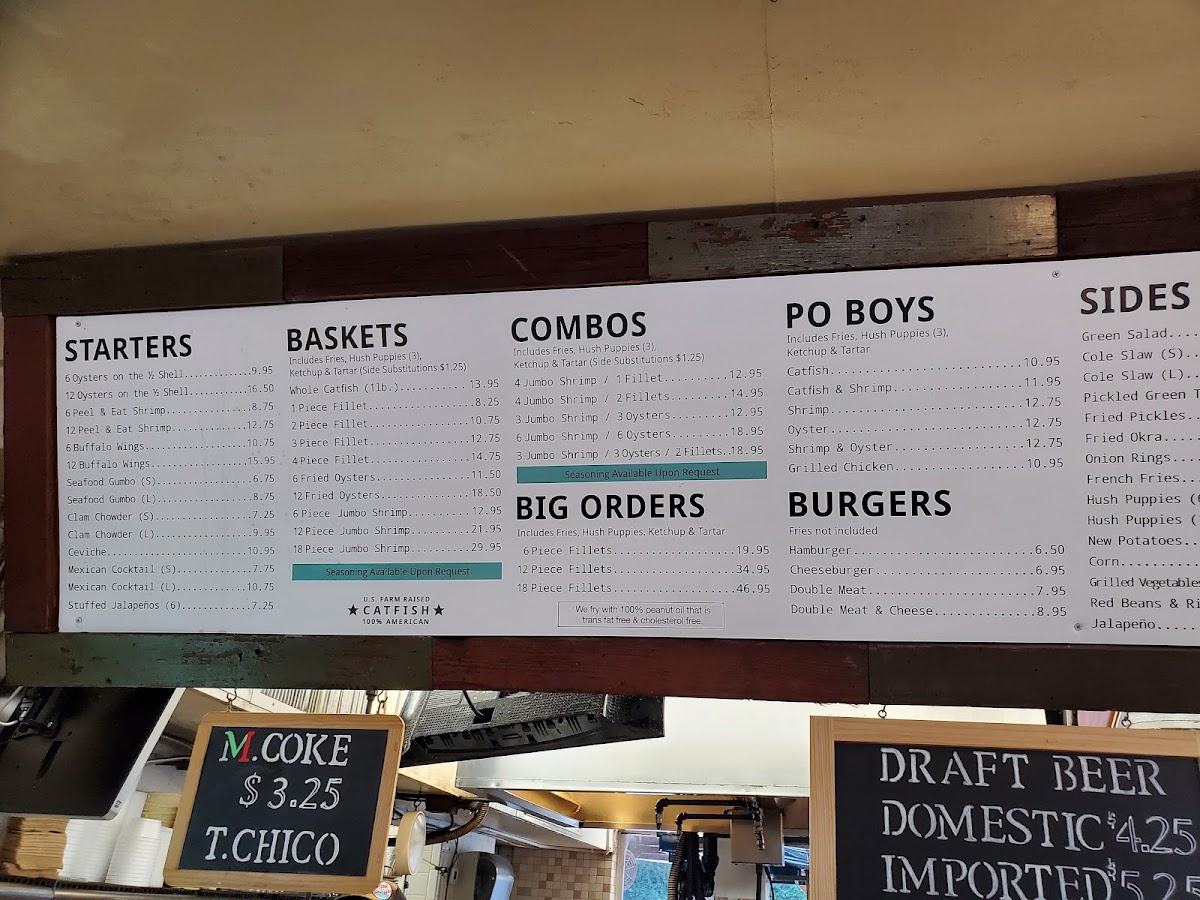 STARTERS
6 Oysters on the ½ Shell..............9.95
12 Oysters on the ½ Shell............16.50
6 Peel & Eat Shrimp..............8.75
12 Peel & Eat Shrimp............12.75
6 Buffalo Wings.................10.75
12 Buffalo Wings................15.95
Seafood Gumbo (S)................6.75
Seafood Gumbo (L)................8.75
Clam Chowder (S).................7.25
Clam Chowder (L).................9.95
Ceviche.......................10.95
Mexican Cocktail (S)............7.75
Mexican Cocktail (L)...........10.75
Stuffed Jalapeños (6)...........7.25
BASKETS
Includes Fries, Hush Puppies (3),
Ketchup & Tartar (Side Substitutions $1.25)
Whole Catfish (1lb.)...........13.95
1 Piece Fillet..................8.25
2 Piece Fillet.................10.75
3 Piece Fillet.................12.75
4 Piece Fillet.................14.75
6 Fried Oysters................11.50
12 Fried Oysters...............18.50
6 Piece Jumbo Shrimp..........12.95
12 Piece Jumbo Shrimp.........21.95
18 Piece Jumbo Shrimp.........29.95
Seasoning Available Upon Request
U.S. FARM RAISED
★ CATFISH ★
100% AMERICAN
COMBOS
Includes Fries, Hush Puppies (3),
Ketchup & Tartar (Side Substitutions $1.25)
4 Jumbo Shrimp / 1 Fillet..........12.95
4 Jumbo Shrimp / 2 Fillets.........14.95
3 Jumbo Shrimp / 3 Oysters.........12.95
6 Jumbo Shrimp / 6 Oysters.........18.95
3 Jumbo Shrimp / 3 Oysters / 2 Fillets..18.95
Seasoning Available Upon Request
BIG ORDERS
Includes Fries, Hush Puppies, Ketchup & Tartar
6 Piece Fillets...................19.95
12 Piece Fillets...................34.95
18 Piece Fillets...................46.95
We fry with 100% peanut oil that is
trans fat free & cholesterol free.
PO BOYS
Includes Fries, Hush Puppies (3),
Ketchup & Tartar
Catfish.............................10.95
Catfish & Shrimp....................11.95
Shrimp..............................12.75
Oyster..............................12.75
Shrimp & Oyster.....................12.75
Grilled Chicken.....................10.95
BURGERS
Fries not included
Hamburger...........................6.50
Cheeseburger........................6.95
Double Meat.........................7.95
Double Meat & Cheese................8.95
SIDES
Green Salad....
Cole Slaw (S)..
Cole Slaw (L)..
Pickled Green T
Fried Pickles..
Fried Okra.....
Onion Rings....
French Fries...
Hush Puppies (
Hush Puppies (
New Potatoes...
Corn...........
Grilled Vegetables
Red Beans & Ri
Jalapeño.......
M.COKE
$3.25
T.CHICO
DRAFT BEER
DOMESTIC $4.25
IMPORTED $5.25